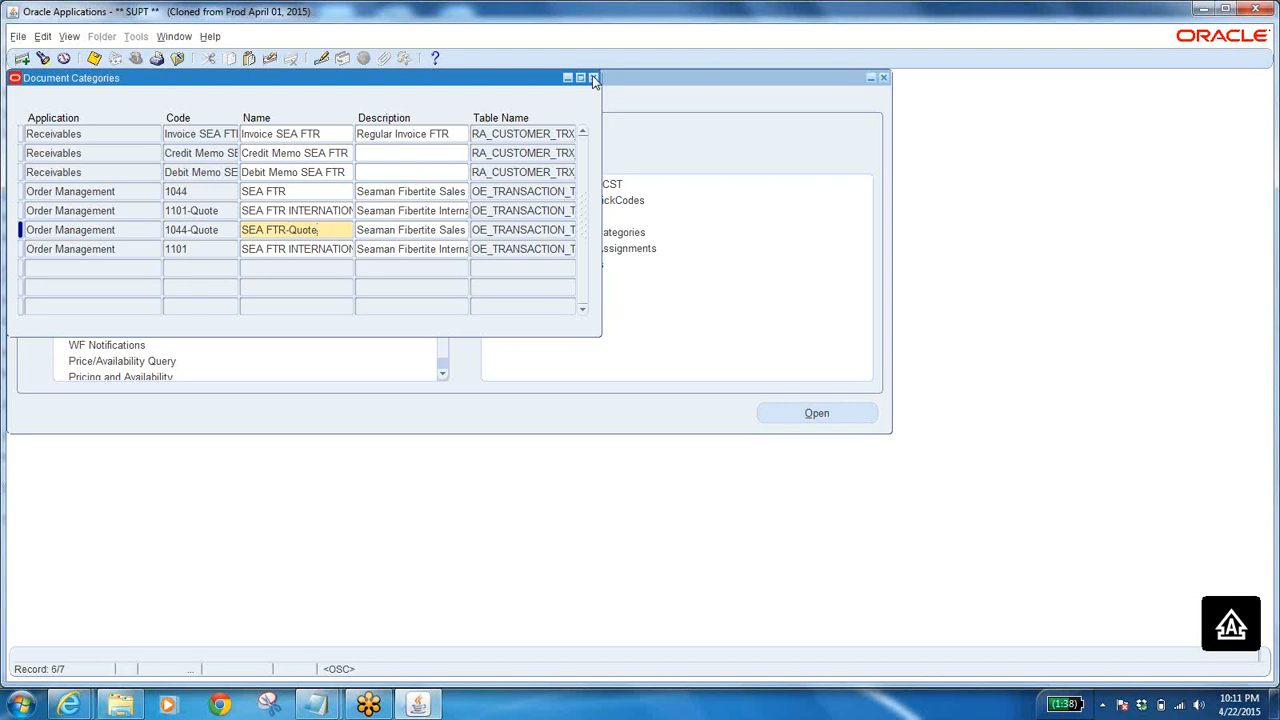 Oracle Applications - ** SUPT ** (Cloned from Prod April 01, 2015)
File Edit View Folder Tools Window Help
ORACLE
Document Categories
Application Code Name Description Table Name
Receivables Invoice SEA FTI Invoice SEA FTR Regular Invoice FTR RA_CUSTOMER_TRX
Receivables Credit Memo SE Credit Memo SEA FTR RA_CUSTOMER_TRX
Receivables Debit Memo SE Debit Memo SEA FTR RA_CUSTOMER_TRX
Order Management 1044 SEA FTR Seaman Fibertite Sales OE_TRANSACTION_T
Order Management 1101-Quote SEA FTR INTERNATION Seaman Fibertite Interna OE_TRANSACTION_T
Order Management 1044-Quote SEA FTR-Quote Seaman Fibertite Sales OE_TRANSACTION_T
Order Management 1101 SEA FTR INTERNATION Seaman Fibertite Interna OE_TRANSACTION_T
CST
ickCodes
ategories
ssignments
WF Notifications
Price/Availability Query
Pricing and Availability
Open
Record: 6/7 ... <OSC>
A
(1:38)
10:11 PM
4/22/2015